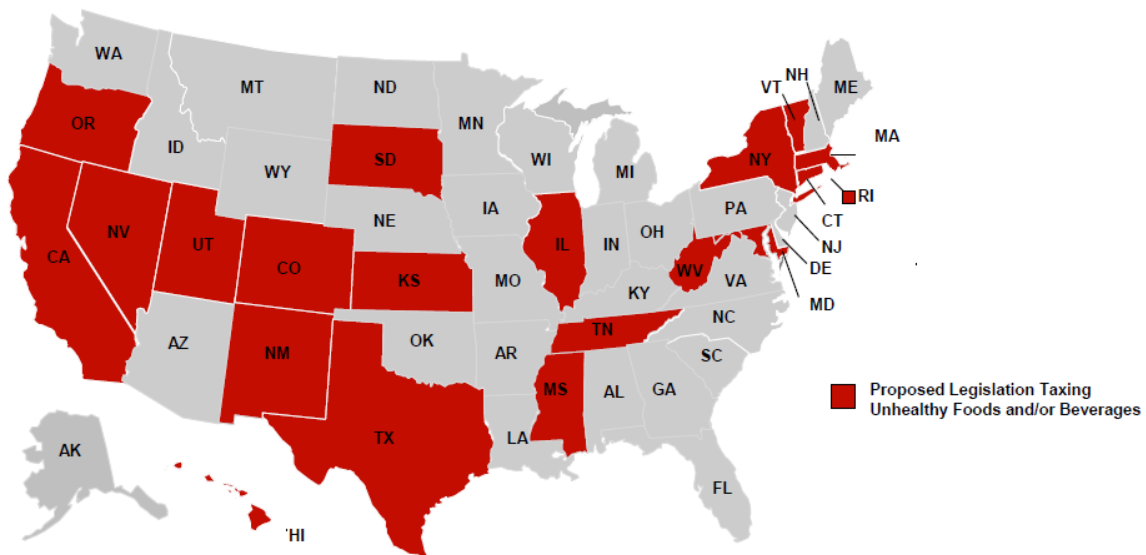 WA
MT
ND
MN
OR
ID
WY
SD
WI
MI
NY
VT
NH
ME
MA
RI
CT
NJ
DE
MD
CA
NV
UT
CO
NE
KS
IA
MO
IL
IN
OH
PA
WV
VA
KY
AZ
NM
OK
AR
TN
NC
SC
TX
LA
MS
AL
GA
FL
AK
HI
Proposed Legislation Taxing
Unhealthy Foods and/or Beverages